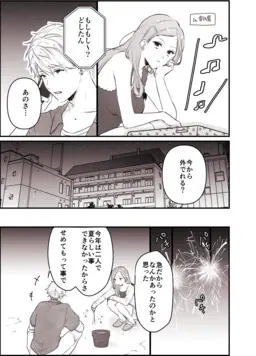 in 部屋
もしもし〜?
どしたん
あのさ…
今から
外でれる?
急だから
なんかあったのかと
思った
今年は二人で
夏らしい事
できなかったからさ
せめてもって事で